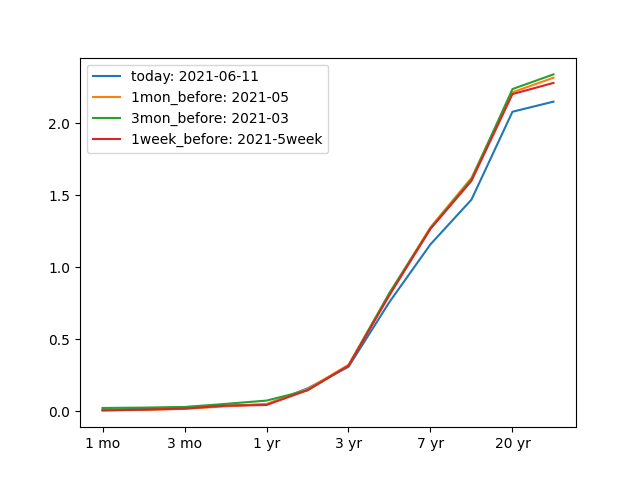 today: 2021-06-11
1mon_before: 2021-05
3mon_before: 2021-03
1week_before: 2021-5week
2.0
1.5
1.0
0.5
0.0
1 mo 3 mo 1 yr 3 yr 7 yr 20 yr